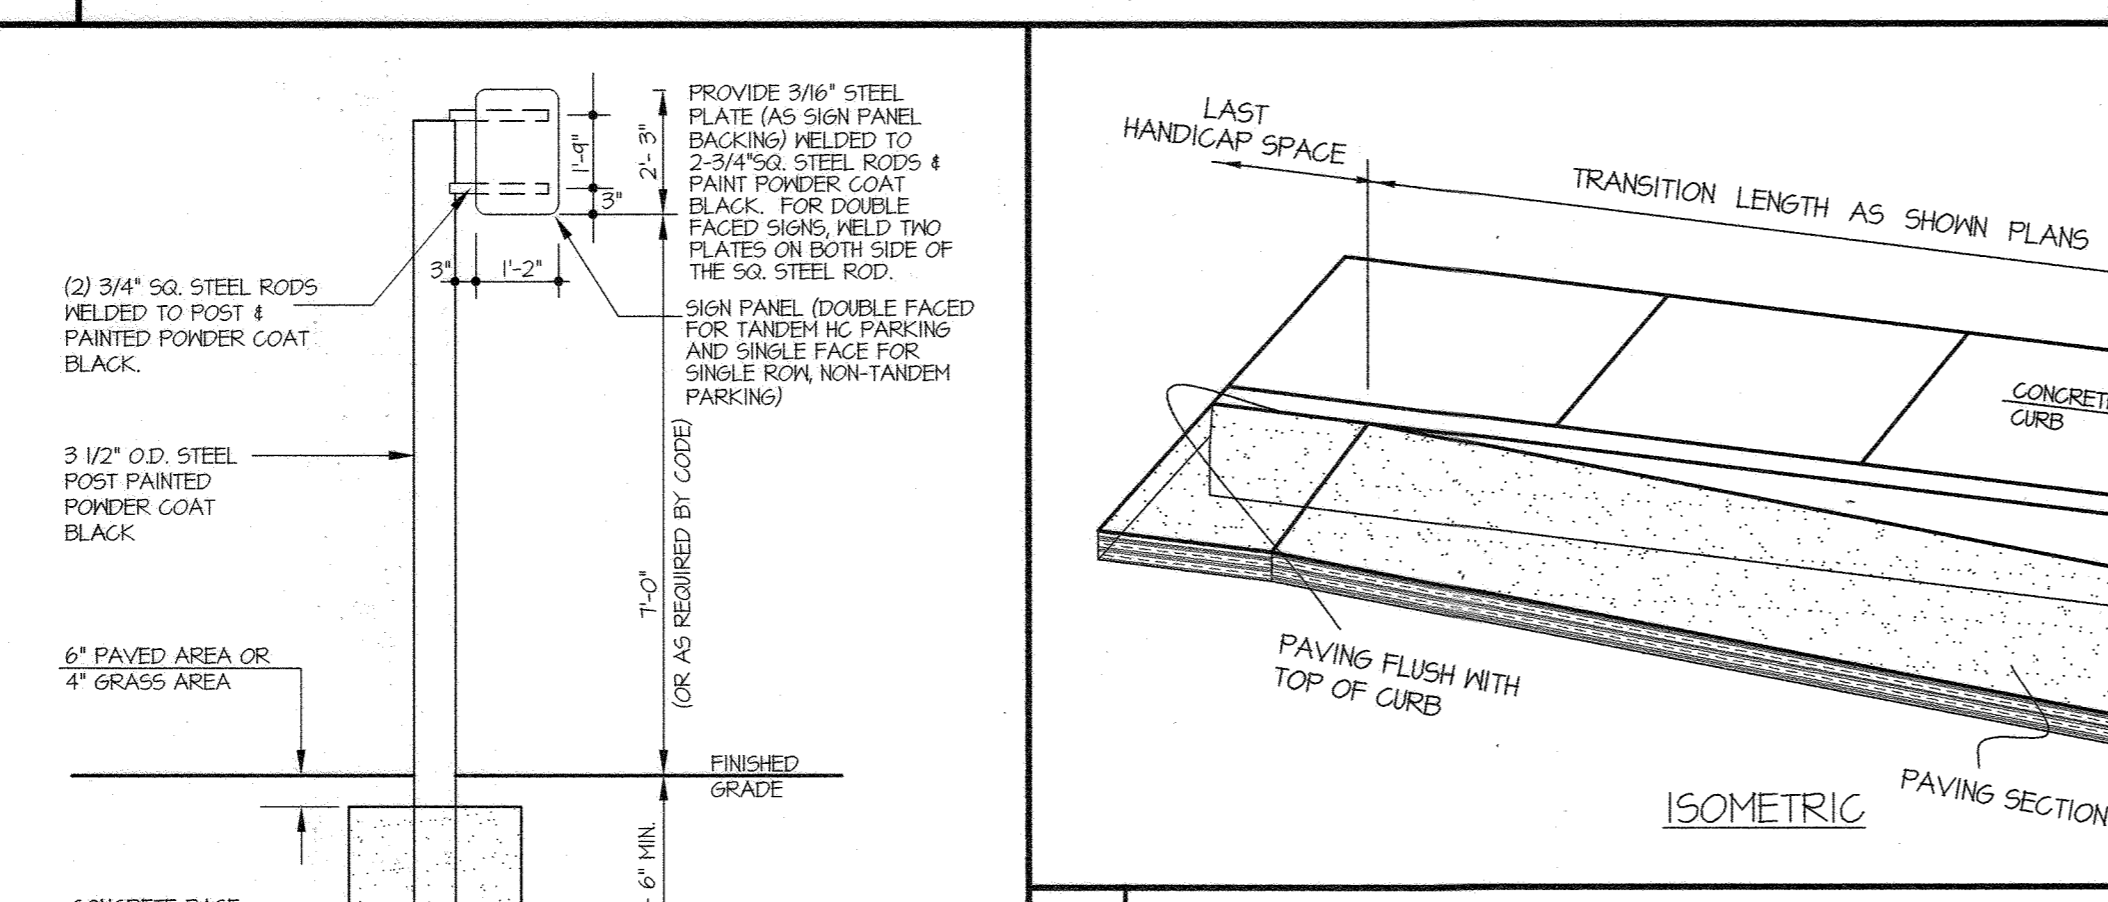 PROVIDE 3/16" STEEL
PLATE (AS SIGN PANEL
BACKING) WELDED TO
2-3/4"SQ. STEEL RODS &
PAINT POWDER COAT
BLACK. FOR DOUBLE
FACED SIGNS, WELD TWO
PLATES ON BOTH SIDE OF
THE SQ. STEEL ROD.
1'-9"
2'- 3"
3"
3"
1'-2"
(2) 3/4" SQ. STEEL RODS
WELDED TO POST &
PAINTED POWDER COAT
BLACK.
SIGN PANEL (DOUBLE FACED
FOR TANDEM HC PARKING
AND SINGLE FACE FOR
SINGLE ROW, NON-TANDEM
PARKING)
3 1/2" O.D. STEEL
POST PAINTED
POWDER COAT
BLACK
7'-0"
(OR AS REQUIRED BY CODE)
6" PAVED AREA OR
4" GRASS AREA
FINISHED
GRADE
6" MIN.
LAST
HANDICAP SPACE
TRANSITION LENGTH AS SHOWN PLANS
CONCRET
CURB
PAVING FLUSH WITH
TOP OF CURB
PAVING SECTION
ISOMETRIC